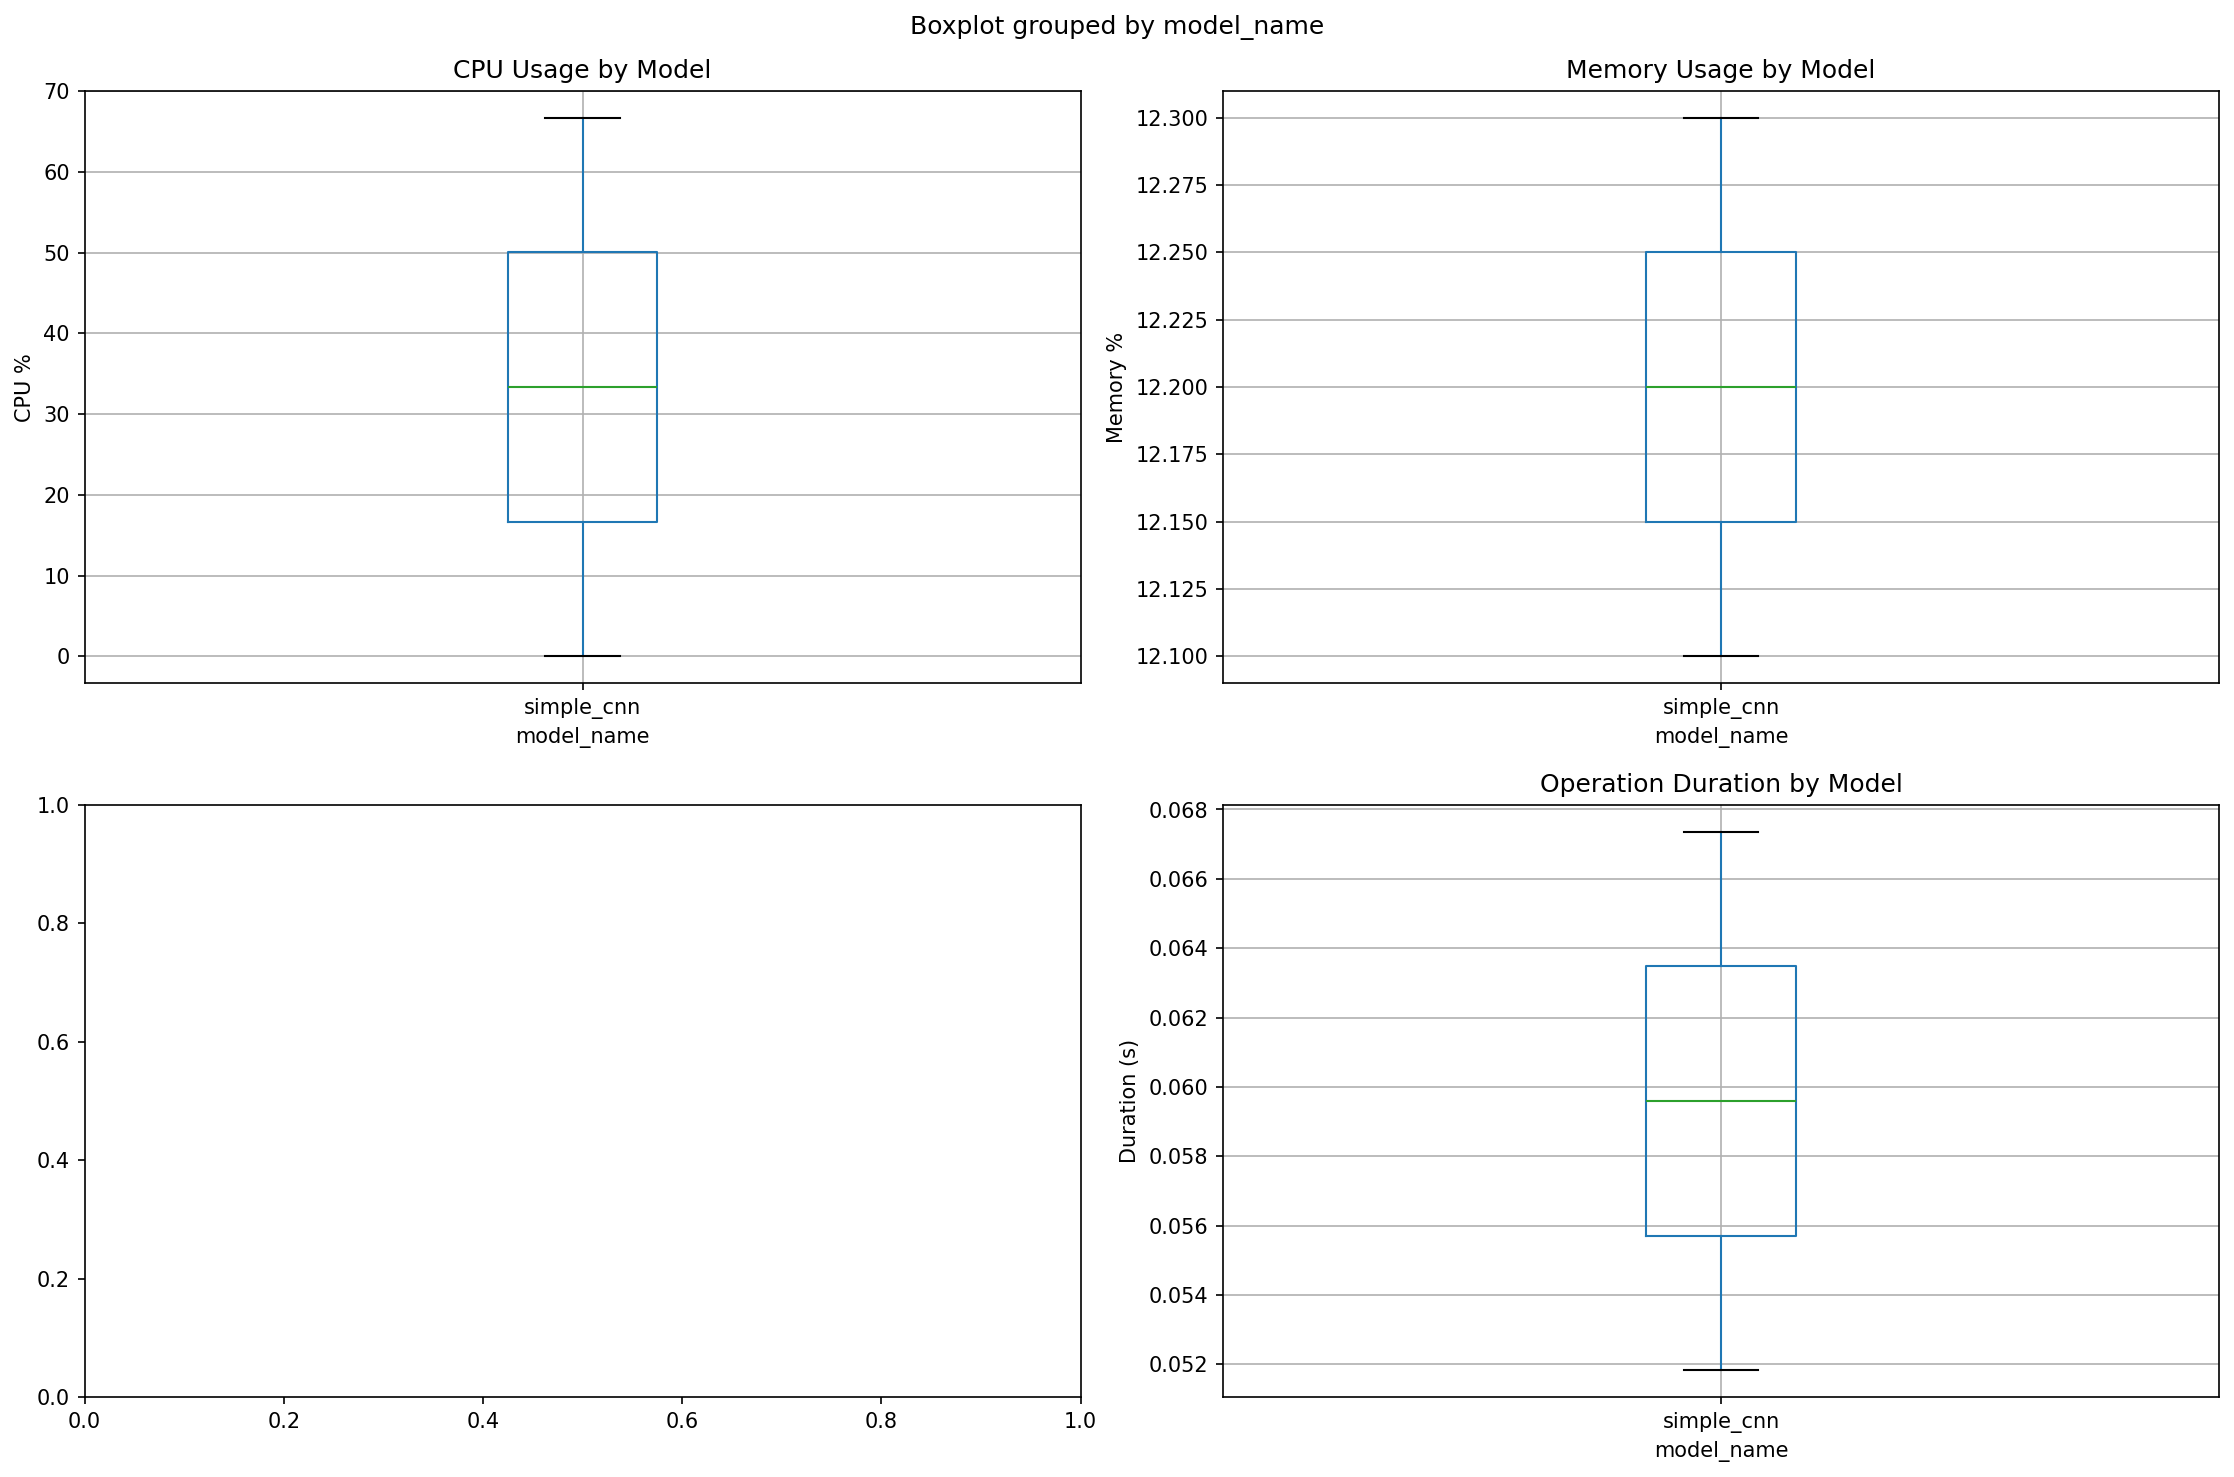 Boxplot grouped by model_name
CPU Usage by Model
70
60
50
40
30
20
10
0
CPU %
simple_cnn
model_name
Memory Usage by Model
12.300
12.275
12.250
12.225
12.200
12.175
12.150
12.125
12.100
Memory %
simple_cnn
model_name
1.0
0.8
0.6
0.4
0.2
0.0
0.0 0.2 0.4 0.6 0.8 1.0
Operation Duration by Model
0.068
0.066
0.064
0.062
0.060
0.058
0.056
0.054
0.052
Duration (s)
simple_cnn
model_name